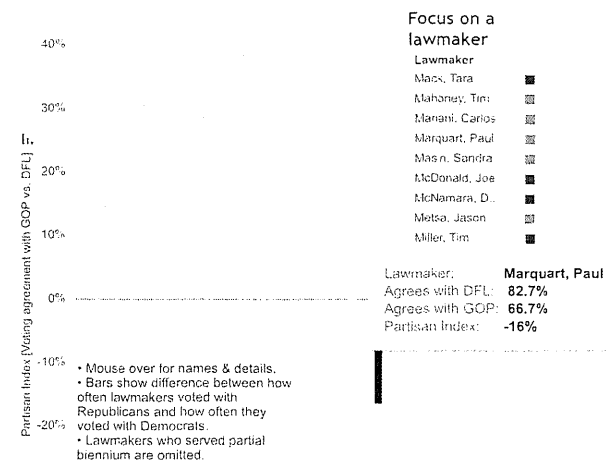 Focus on a
lawmaker
Lawmaker
Mack, Tara
Mahoney, Tim
Mariani, Carlos
Marquart, Paul
Masin, Sandra
McDonald, Joe
McNamara, D..
Metsa, Jason
Miller, Tim
Lawmaker: Marquart, Paul
Agrees with DFL: 82.7%
Agrees with GOP: 66.7%
Partisan Index: -16%
40%
30%
20%
10%
0%
-10%
-20%
Partisan Index [Voting agreement with GOP vs. DFL]
• Mouse over for names & details.
• Bars show difference between how
often lawmakers voted with
Republicans and how often they
voted with Democrats.
• Lawmakers who served partial
biennium are omitted.